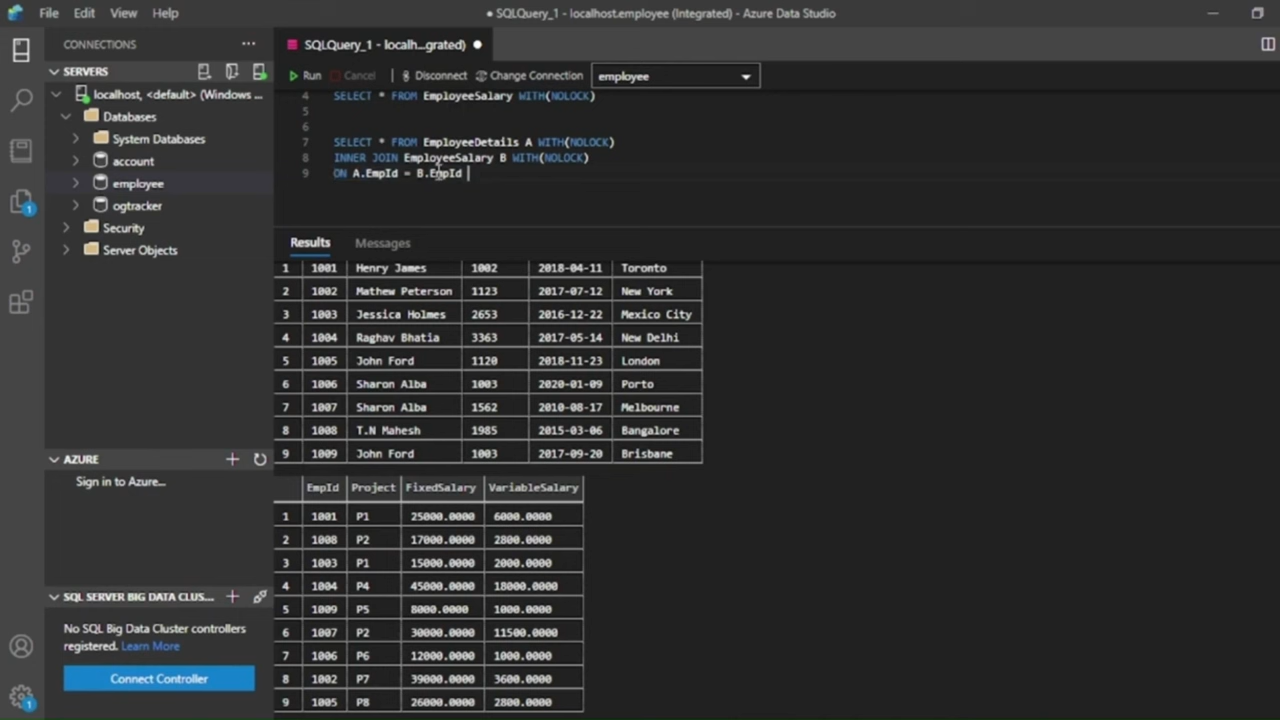 File Edit View Help
● SQLQuery_1 - localhost.employee (Integrated) - Azure Data Studio
CONNECTIONS ...
SQLQuery_1 - localh...grated) ●
SERVERS
Run Cancel Disconnect Change Connection employee
localhost, <default> (Windows ...
Databases
System Databases
account
employee
ogtracker
Security
Server Objects
4 SELECT * FROM EmployeeSalary WITH(NOLOCK)
5
6
7 SELECT * FROM EmployeeDetails A WITH(NOLOCK)
8 INNER JOIN EmployeeSalary B WITH(NOLOCK)
9 ON A.EmpId = B.EmpId
Results Messages
1 1001 Henry James 1002 2018-04-11 Toronto
2 1002 Mathew Peterson 1123 2017-07-12 New York
3 1003 Jessica Holmes 2653 2016-12-22 Mexico City
4 1004 Raghav Bhatia 3363 2017-05-14 New Delhi
5 1005 John Ford 1120 2018-11-23 London
6 1006 Sharon Alba 1003 2020-01-09 Porto
7 1007 Sharon Alba 1562 2010-08-17 Melbourne
8 1008 T.N Mahesh 1985 2015-03-06 Bangalore
9 1009 John Ford 1003 2017-09-20 Brisbane
EmpId Project FixedSalary VariableSalary
1 1001 P1 25000.0000 6000.0000
2 1008 P2 17000.0000 2800.0000
3 1003 P1 15000.0000 2000.0000
4 1004 P4 45000.0000 18000.0000
5 1009 P5 8000.0000 1000.0000
6 1007 P2 30000.0000 11500.0000
7 1006 P6 12000.0000 1000.0000
8 1002 P7 39000.0000 3600.0000
9 1005 P8 26000.0000 2800.0000
AZURE
Sign in to Azure...
SQL SERVER BIG DATA CLUS...
No SQL Big Data Cluster controllers
registered. Learn More
Connect Controller
1
1